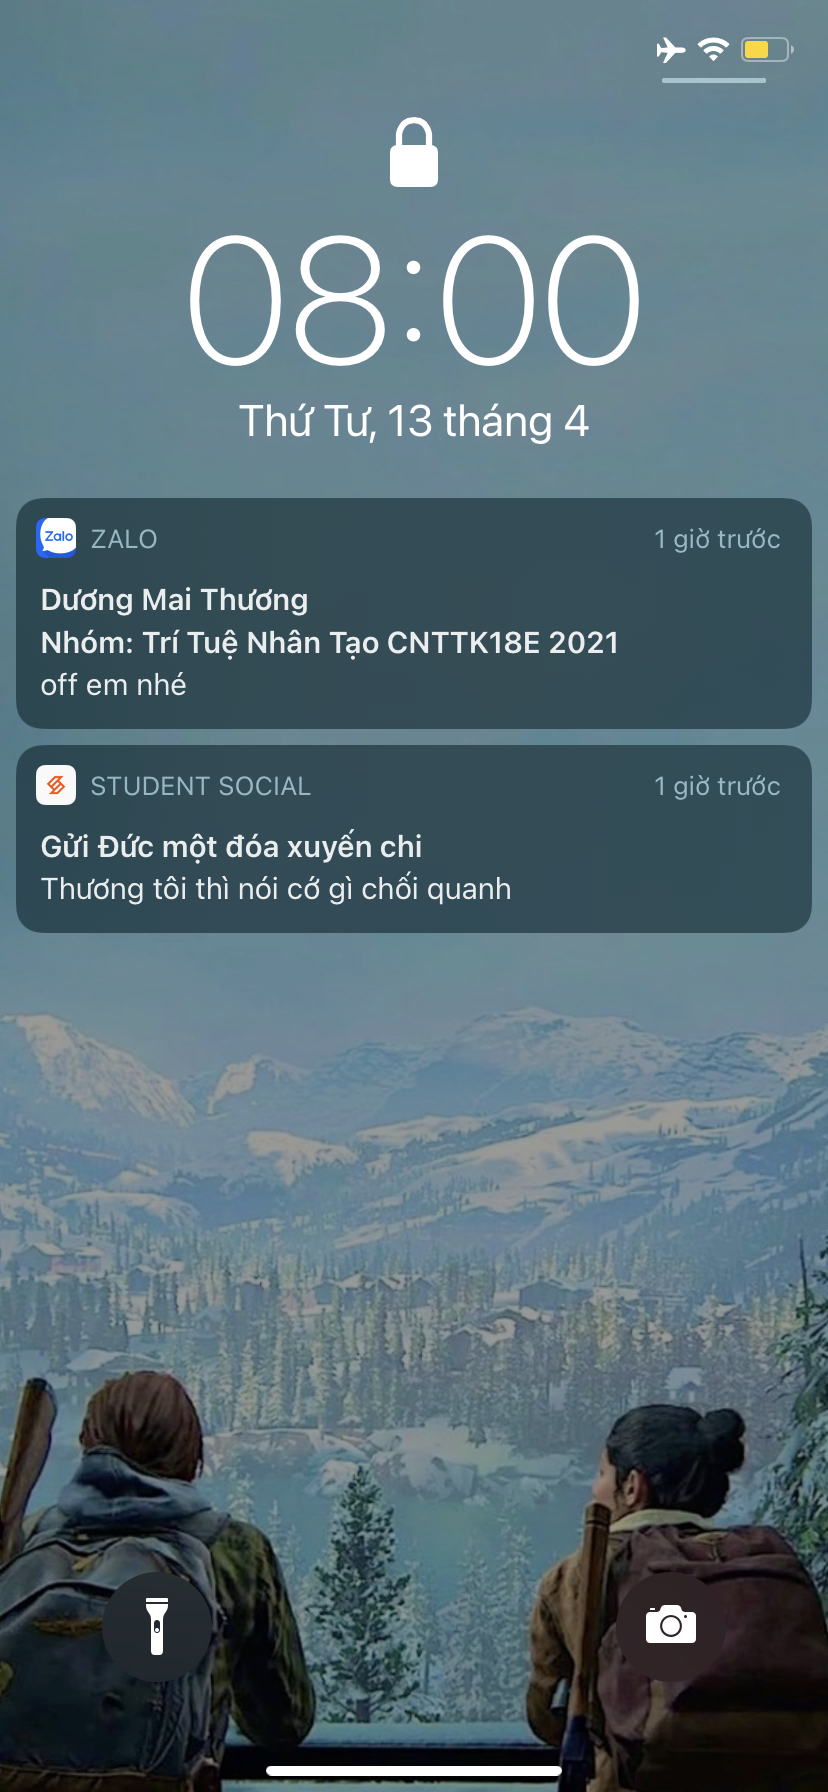 08:00
Thứ Tư, 13 tháng 4
Zalo ZALO 1 giờ trước
Dương Mai Thương
Nhóm: Trí Tuệ Nhân Tạo CNTTK18E 2021
off em nhé
STUDENT SOCIAL 1 giờ trước
Gửi Đức một đóa xuyến chi
Thương tôi thì nói cớ gì chối quanh